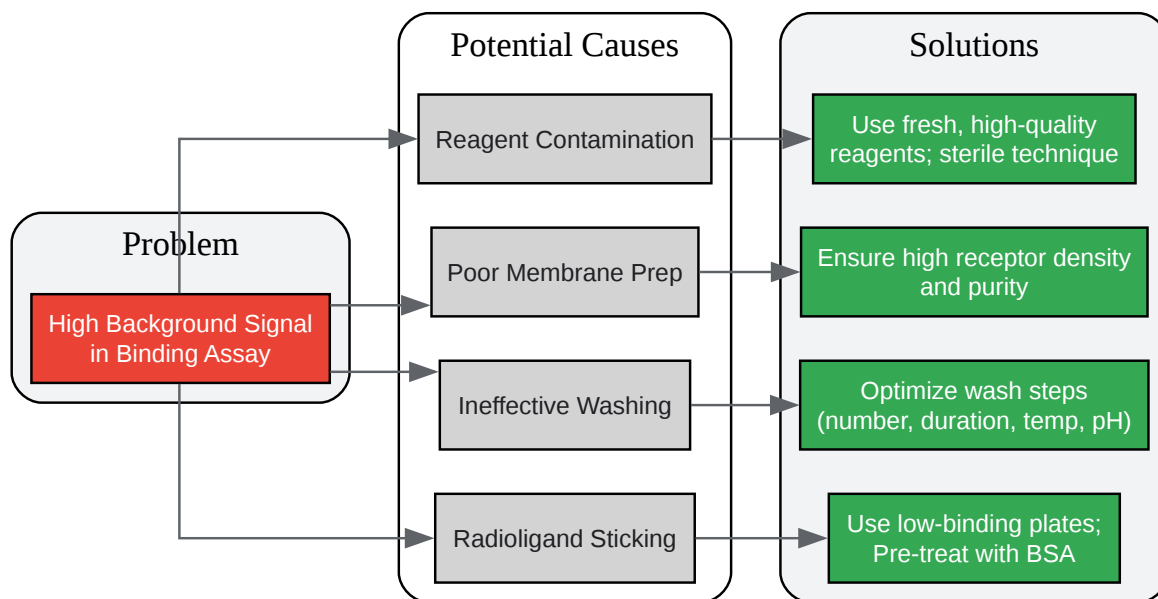 Problem
High Background Signal
in Binding Assay
Potential Causes
Reagent Contamination
Poor Membrane Prep
Ineffective Washing
Radioligand Sticking
Solutions
Use fresh, high-quality
reagents; sterile technique
Ensure high receptor density
and purity
Optimize wash steps
(number, duration, temp, pH)
Use low-binding plates;
Pre-treat with BSA